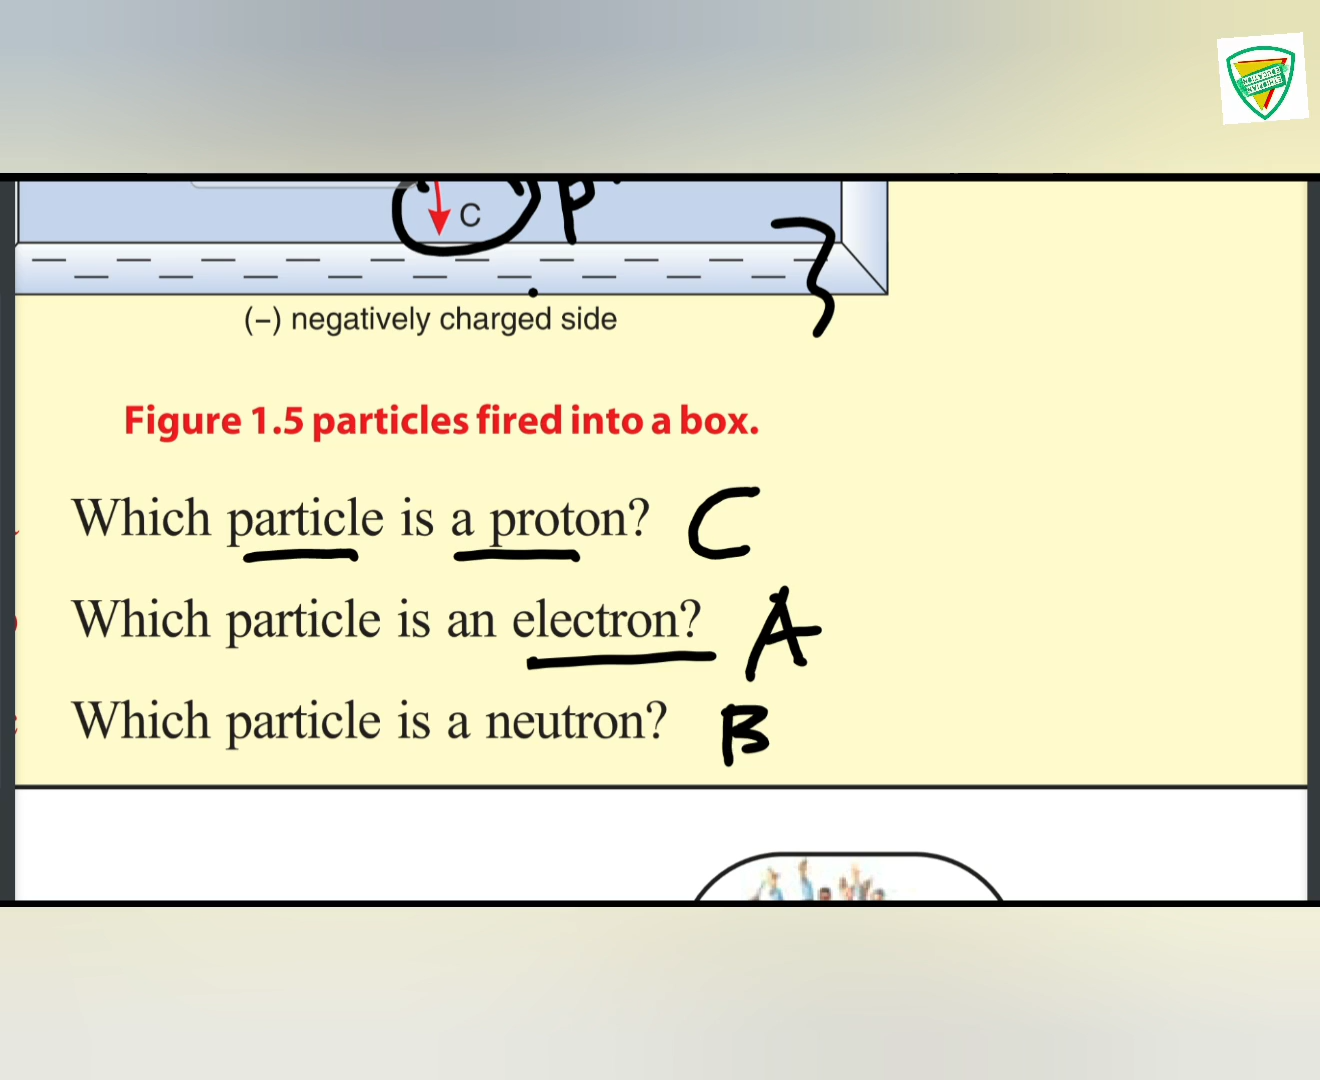 C P
(−) negatively charged side
Figure 1.5 particles fired into a box.
Which particle is a proton? C
Which particle is an electron? A
Which particle is a neutron? B